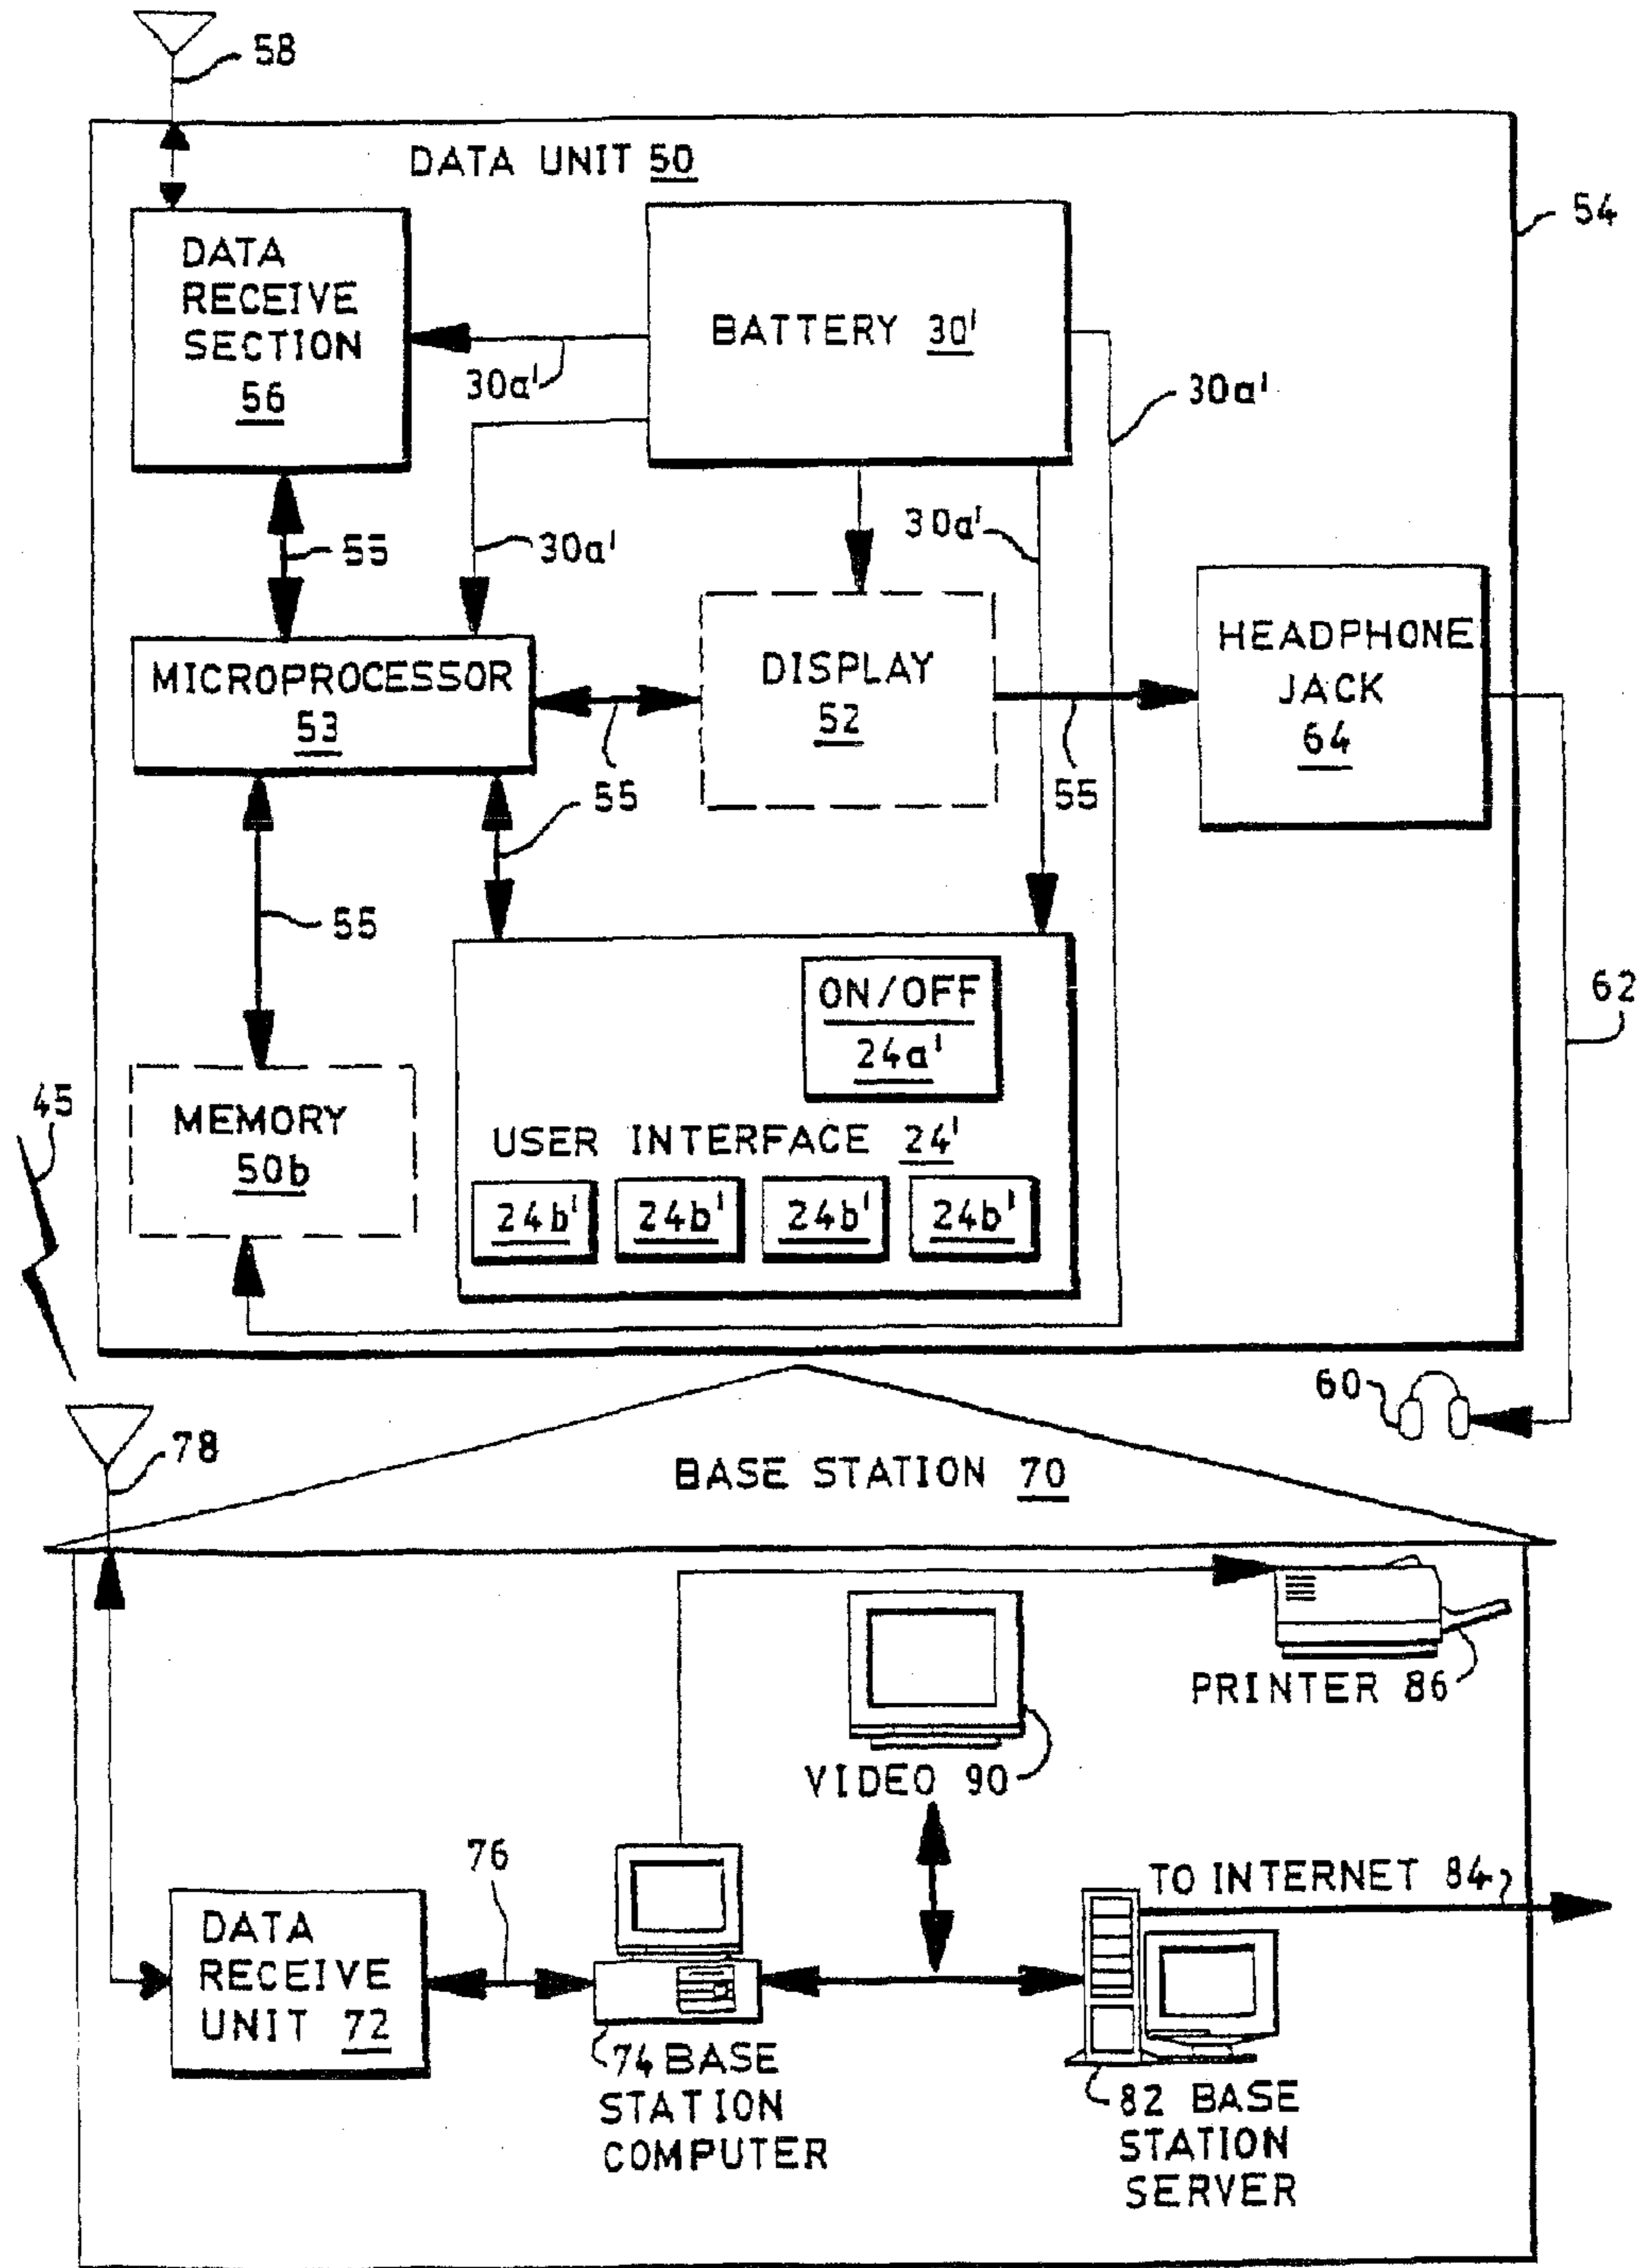 58
DATA UNIT 50
54
DATA
RECEIVE
SECTION
56
BATTERY 30'
30a'
30a'
55
30a'
30a'
MICROPROCESSOR
53
DISPLAY
52
HEADPHONE
JACK
64
55
55
55
55
ON/OFF
24a'
62
45
MEMORY
50b
USER INTERFACE 24'
24b' 24b' 24b' 24b'
60
78
BASE STATION 70
PRINTER 86
VIDEO 90
76
TO INTERNET 84
DATA
RECEIVE
UNIT 72
74 BASE
STATION
COMPUTER
82 BASE
STATION
SERVER